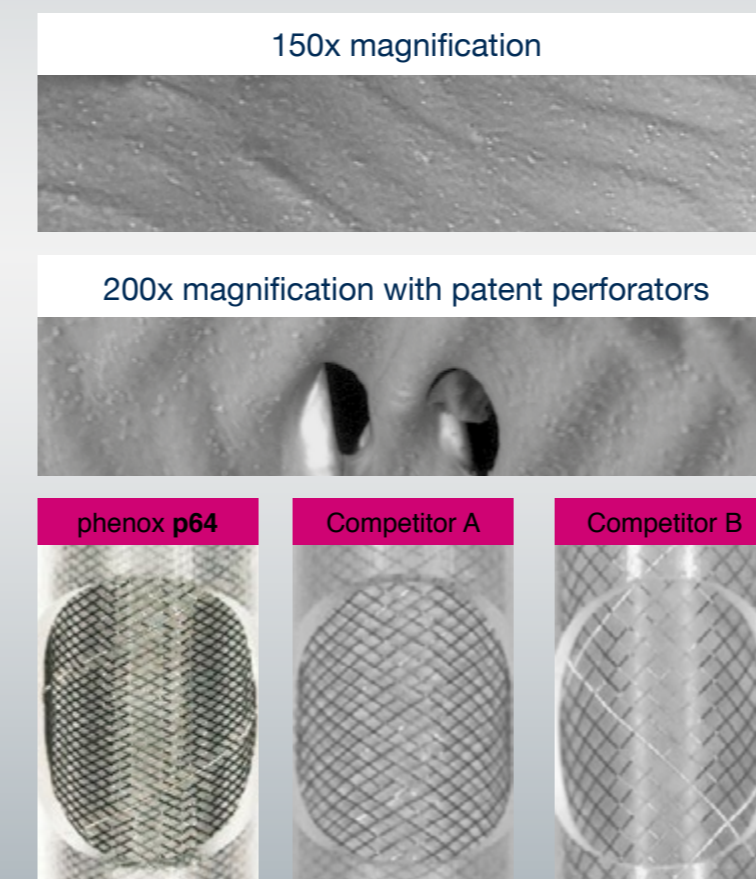 150x magnification
200x magnification with patent perforators
phenox p64
Competitor A
Competitor B